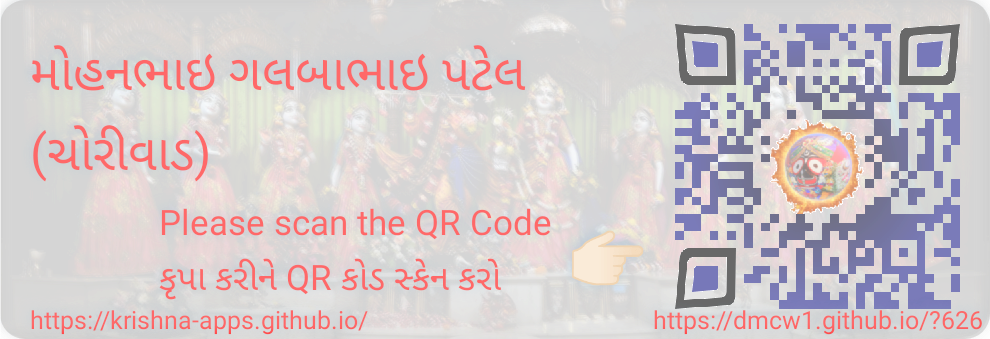 મોહનભાઇ ગલબાભાઇ પટેલ
(ચોરીવાડ)
Please scan the QR Code
કૃપા કરીને QR કોડ સ્કેન કરો
https://krishna-apps.github.io/
https://dmcw1.github.io/?626